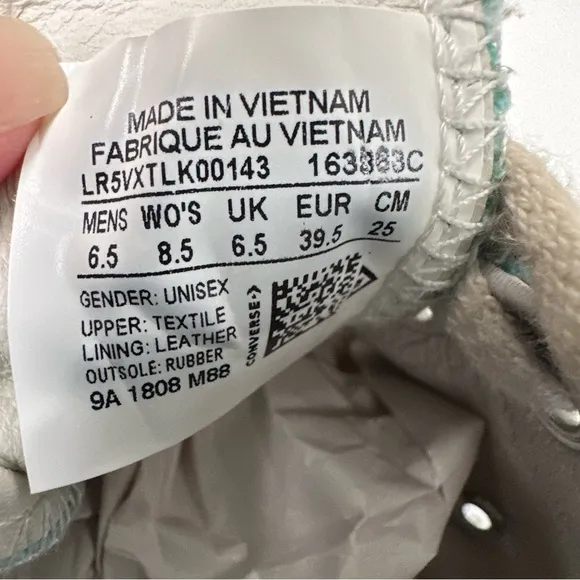 MADE IN VIETNAM
FABRIQUE AU VIETNAM
LR5VXTLK00143
MENS WO'S UK EUR CM
6.5 8.5 6.5 39.5 25
GENDER: UNISEX
UPPER: TEXTILE
LINING: LEATHER
OUTSOLE: RUBBER
9A 1808 M88
CONVERSE->